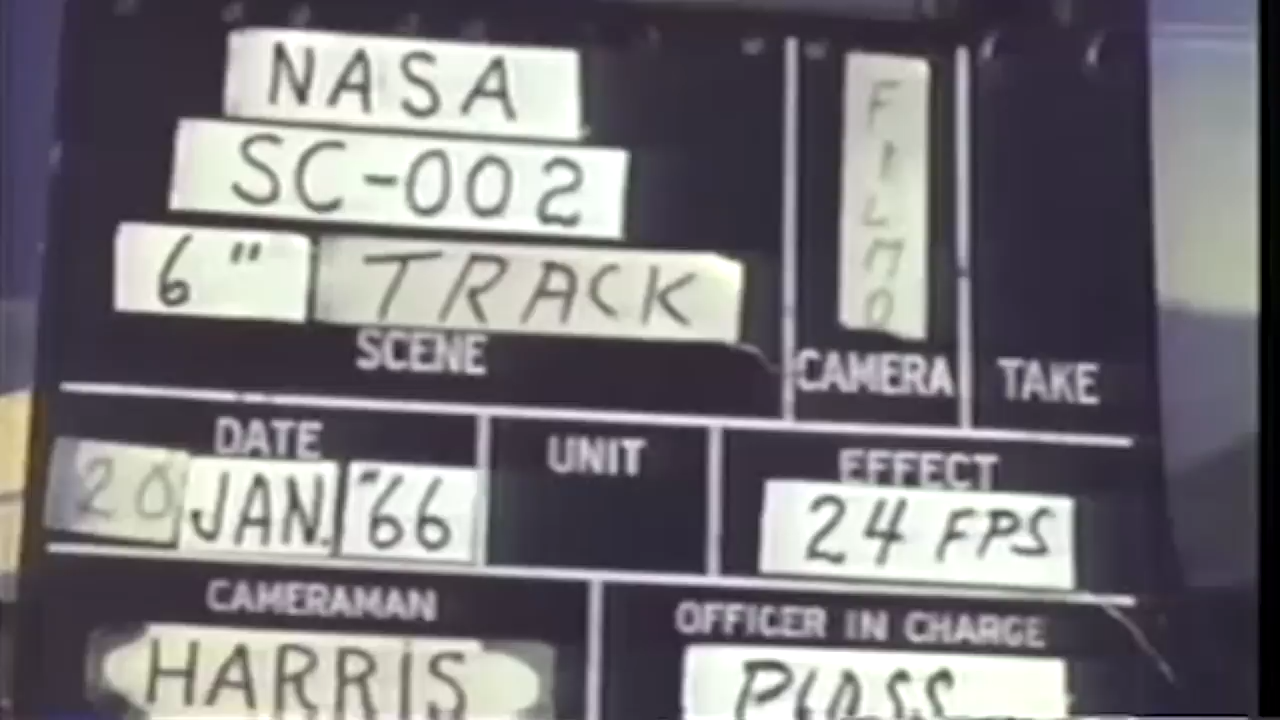 NASA
SC-002
6" TRACK
SCENE
FILMO
CAMERA
TAKE
DATE
20 JAN. "66
UNIT
EFFECT
24 FPS
CAMERAMAN
HARRIS
OFFICER IN CHARGE